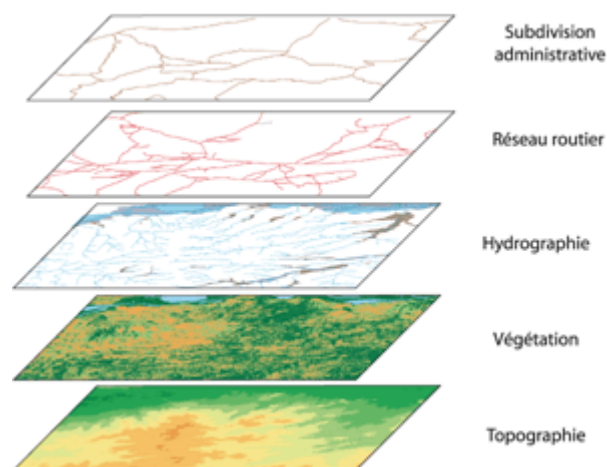 Subdivision
administrative
Réseau routier
Hydrographie
Végétation
Topographie